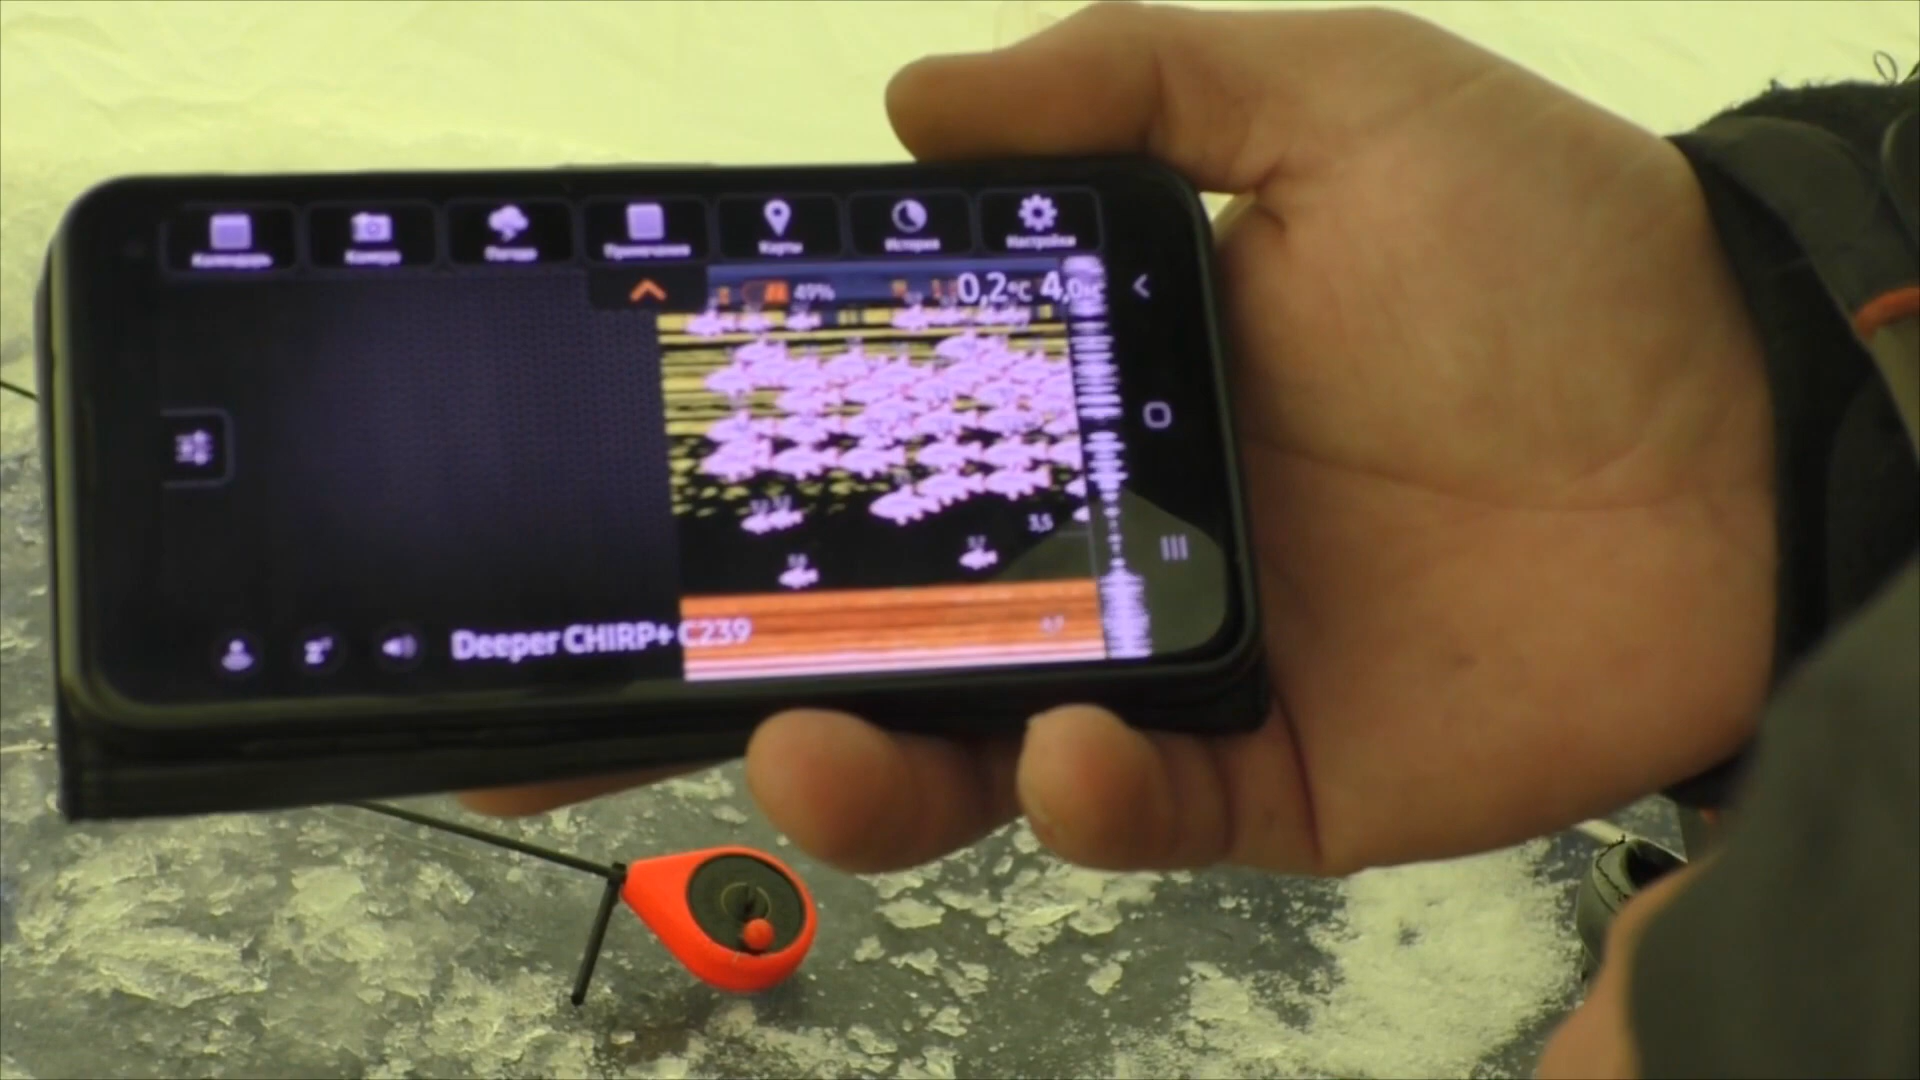 Календарь Камера Погода Примечания Карты История Настройки
49% 0,2°C 4,0м
3,5
Deeper CHIRP+ C239